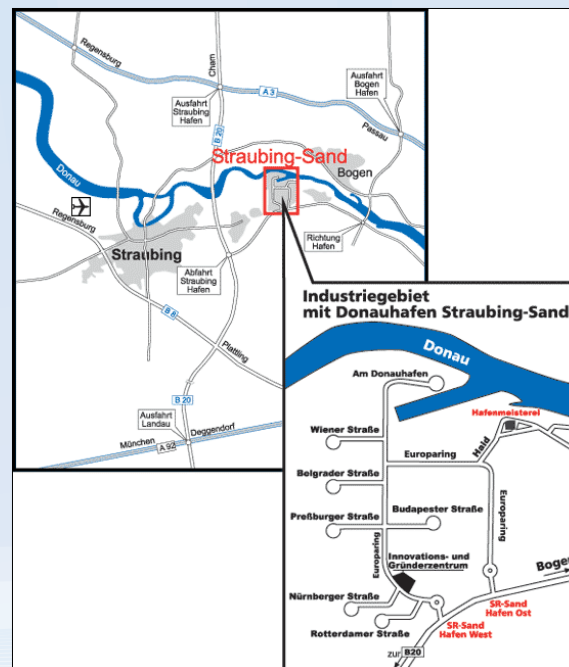 Regensburg
Cham
Ausfahrt
Bogen
Hafen
A 3
Ausfahrt
Straubing
Hafen
B 20
Passau
Straubing-Sand
Bogen
Donau
Regensburg
Straubing
Richtung
Hafen
Abfahrt
Straubing
Hafen
B 8
Plattling
B 20
Ausfahrt
Landau
Deggendorf
München
A 92
Industriegebiet
mit Donauhafen Straubing-Sand
Donau
Am Donauhafen
Hafenmeisterei
Wiener Straße
Haid
Europaring
Belgrader Straße
Europaring
Preßburger Straße
Budapester Straße
Europaring
Innovations- und
Gründerzentrum
Bogen
Nürnberger Straße
SR-Sand
Hafen Ost
Rotterdamer Straße
SR-Sand
Hafen West
zur B20